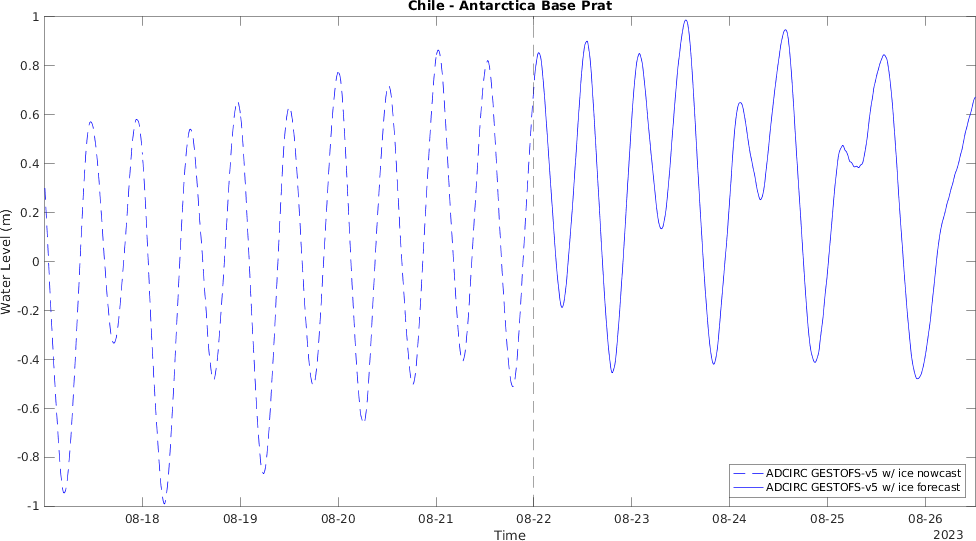 Chile - Antarctica Base Prat
1
0.8
0.6
0.4
0.2
0
-0.2
-0.4
-0.6
-0.8
-1
Water Level (m)
08-18 08-19 08-20 08-21 08-22 08-23 08-24 08-25 08-26
Time
2023
ADCIRC GESTOFS-v5 w/ ice nowcast
ADCIRC GESTOFS-v5 w/ ice forecast